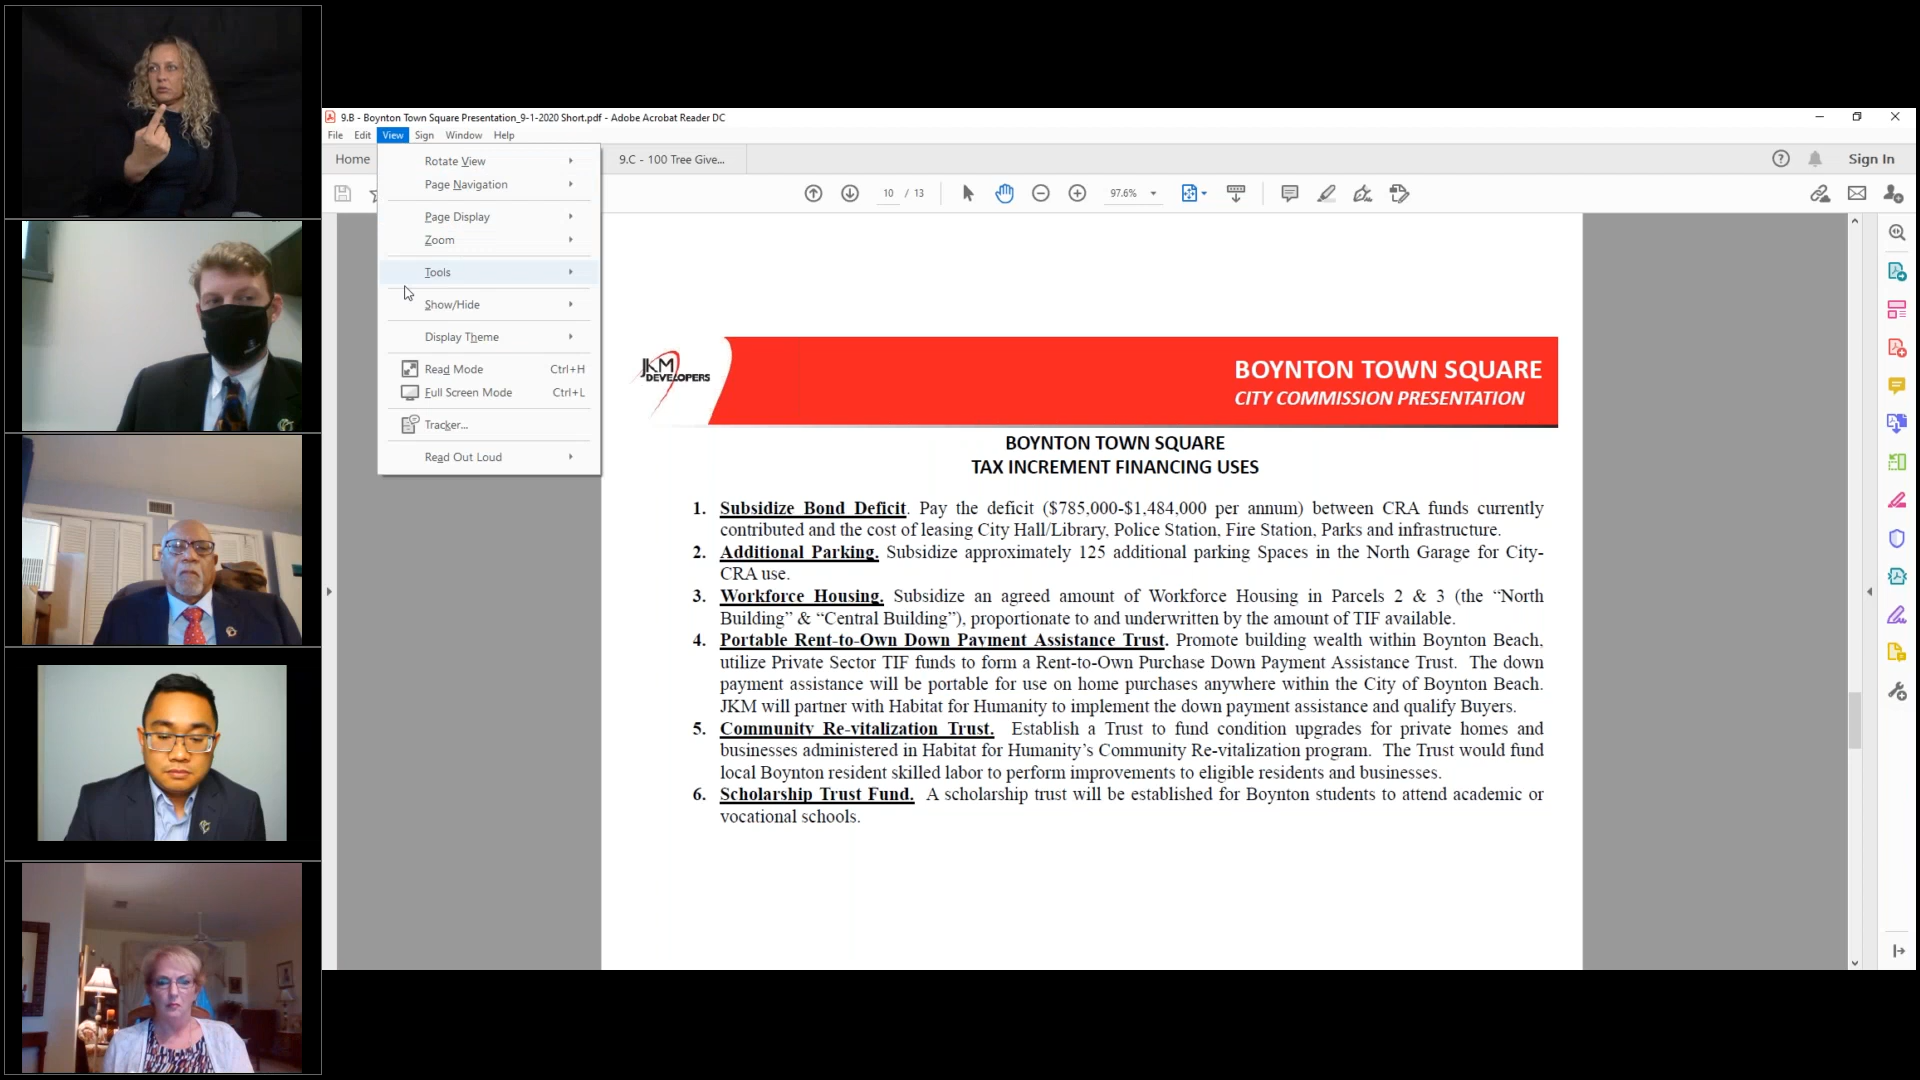 9.B - Boynton Town Square Presentation_9-1-2020 Short.pdf - Adobe Acrobat Reader DC
File Edit View Sign Window Help
Home
9.C - 100 Tree Give...
Sign In
10 / 13
97.6%
Rotate View
Page Navigation
Page Display
Zoom
Tools
Show/Hide
Display Theme
Read Mode Ctrl+H
Full Screen Mode Ctrl+L
Tracker...
Read Out Loud
JKM
DEVELOPERS
BOYNTON TOWN SQUARE
CITY COMMISSION PRESENTATION
BOYNTON TOWN SQUARE
TAX INCREMENT FINANCING USES
1. Subsidize Bond Deficit. Pay the deficit ($785,000-$1,484,000 per annum) between CRA funds currently
contributed and the cost of leasing City Hall/Library, Police Station, Fire Station, Parks and infrastructure.
2. Additional Parking. Subsidize approximately 125 additional parking Spaces in the North Garage for City-
CRA use.
3. Workforce Housing. Subsidize an agreed amount of Workforce Housing in Parcels 2 & 3 (the “North
Building” & “Central Building”), proportionate to and underwritten by the amount of TIF available.
4. Portable Rent-to-Own Down Payment Assistance Trust. Promote building wealth within Boynton Beach,
utilize Private Sector TIF funds to form a Rent-to-Own Purchase Down Payment Assistance Trust. The down
payment assistance will be portable for use on home purchases anywhere within the City of Boynton Beach.
JKM will partner with Habitat for Humanity to implement the down payment assistance and qualify Buyers.
5. Community Re-vitalization Trust. Establish a Trust to fund condition upgrades for private homes and
businesses administered in Habitat for Humanity’s Community Re-vitalization program. The Trust would fund
local Boynton resident skilled labor to perform improvements to eligible residents and businesses.
6. Scholarship Trust Fund. A scholarship trust will be established for Boynton students to attend academic or
vocational schools.